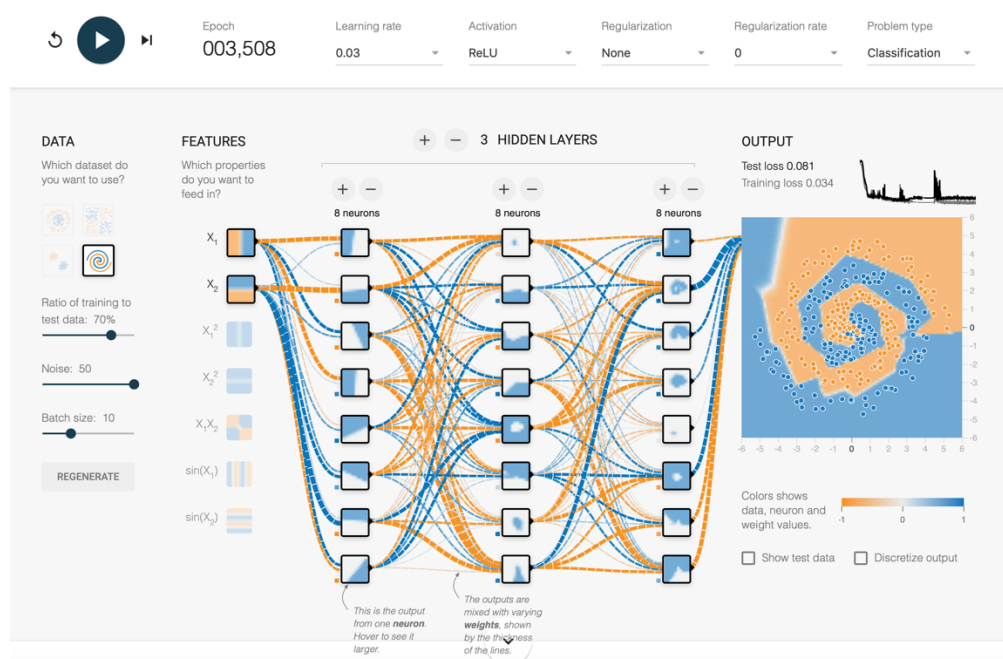 Epoch
003,508
Learning rate
0.03
Activation
ReLU
Regularization
None
Regularization rate
0
Problem type
Classification
DATA
Which dataset do
you want to use?
Ratio of training to
test data: 70%
Noise: 50
Batch size: 10
REGENERATE
FEATURES
Which properties
do you want to
feed in?
X₁
X₂
X₁²
X₂²
X₁X₂
sin(X₁)
sin(X₂)
+ − 3 HIDDEN LAYERS
+ −
8 neurons
+ −
8 neurons
+ −
8 neurons
This is the output
from one neuron.
Hover to see it
larger.
The outputs are
mixed with varying
weights, shown
by the thickness
of the lines.
OUTPUT
Test loss 0.081
Training loss 0.034
6
5
4
3
2
1
0
-1
-2
-3
-4
-5
-6
-6 -5 -4 -3 -2 -1 0 1 2 3 4 5 6
Colors shows
data, neuron and
weight values.
-1 0 1
Show test data
Discretize output